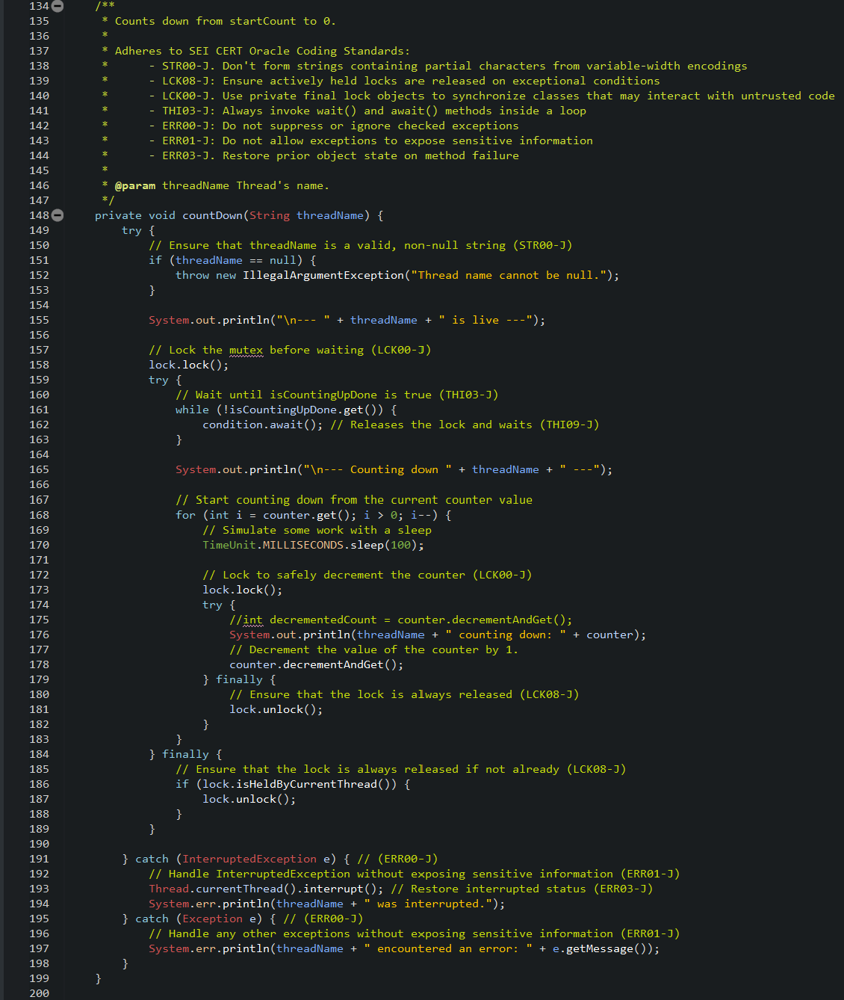 134 /**
135  * Counts down from startCount to 0.
136  *
137  * Adheres to SEI CERT Oracle Coding Standards:
138  *      - STR00-J. Don't form strings containing partial characters from variable-width encodings
139  *      - LCK08-J: Ensure actively held locks are released on exceptional conditions
140  *      - LCK00-J. Use private final lock objects to synchronize classes that may interact with untrusted code
141  *      - THI03-J: Always invoke wait() and await() methods inside a loop
142  *      - ERR00-J: Do not suppress or ignore checked exceptions
143  *      - ERR01-J: Do not allow exceptions to expose sensitive information
144  *      - ERR03-J. Restore prior object state on method failure
145  *
146  * @param threadName Thread's name.
147  */
148 private void countDown(String threadName) {
149     try {
150         // Ensure that threadName is a valid, non-null string (STR00-J)
151         if (threadName == null) {
152             throw new IllegalArgumentException("Thread name cannot be null.");
153         }
154
155         System.out.println("\n--- " + threadName + " is live ---");
156
157         // Lock the mutex before waiting (LCK00-J)
158         lock.lock();
159         try {
160             // Wait until isCountingUpDone is true (THI03-J)
161             while (!isCountingUpDone.get()) {
162                 condition.await(); // Releases the lock and waits (THI09-J)
163             }
164
165             System.out.println("\n--- Counting down " + threadName + " ---");
166
167             // Start counting down from the current counter value
168             for (int i = counter.get(); i > 0; i--) {
169                 // Simulate some work with a sleep
170                 TimeUnit.MILLISECONDS.sleep(100);
171
172                 // Lock to safely decrement the counter (LCK00-J)
173                 lock.lock();
174                 try {
175                     //int decrementedCount = counter.decrementAndGet();
176                     System.out.println(threadName + " counting down: " + counter);
177                     // Decrement the value of the counter by 1.
178                     counter.decrementAndGet();
179                 } finally {
180                     // Ensure that the lock is always released (LCK08-J)
181                     lock.unlock();
182                 }
183             }
184         } finally {
185             // Ensure that the lock is always released if not already (LCK08-J)
186             if (lock.isHeldByCurrentThread()) {
187                 lock.unlock();
188             }
189         }
190
191     } catch (InterruptedException e) { // (ERR00-J)
192         // Handle InterruptedException without exposing sensitive information (ERR01-J)
193         Thread.currentThread().interrupt(); // Restore interrupted status (ERR03-J)
194         System.err.println(threadName + " was interrupted.");
195     } catch (Exception e) { // (ERR00-J)
196         // Handle any other exceptions without exposing sensitive information (ERR01-J)
197         System.err.println(threadName + " encountered an error: " + e.getMessage());
198     }
199 }
200